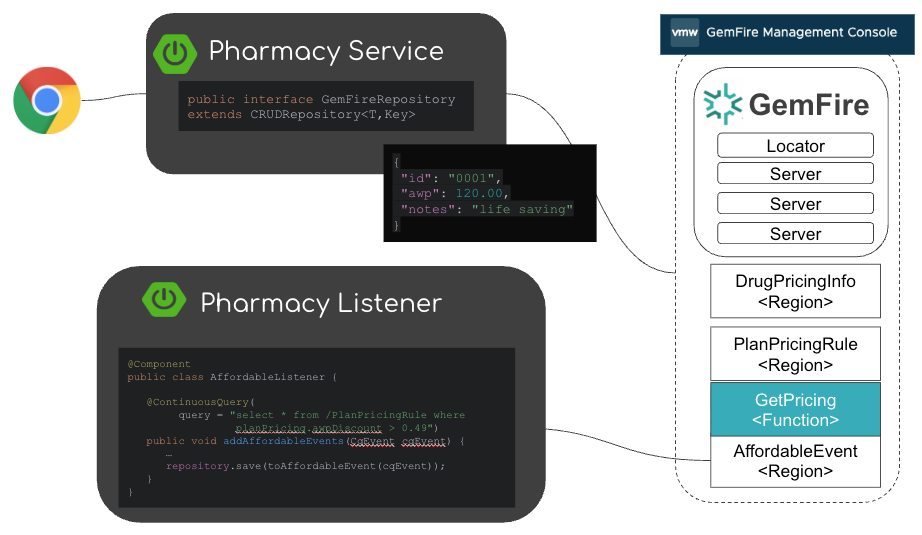 Pharmacy Service
public interface GemFireRepository
extends CRUDRepository<T,Key>
{
"id": "0001",
"awp": 120.00,
"notes": "life saving"
}
Pharmacy Listener
@Component
public class AffordableListener {
@ContinuousQuery(
query = "select * from /PlanPricingRule where
planPricing.awpDiscount > 0.49")
public void addAffordableEvents(CqEvent cqEvent) {
…
repository.save(toAffordableEvent(cqEvent));
}
}
vmw GemFire Management Console
GemFire
Locator
Server
Server
Server
DrugPricingInfo
<Region>
PlanPricingRule
<Region>
GetPricing
<Function>
AffordableEvent
<Region>